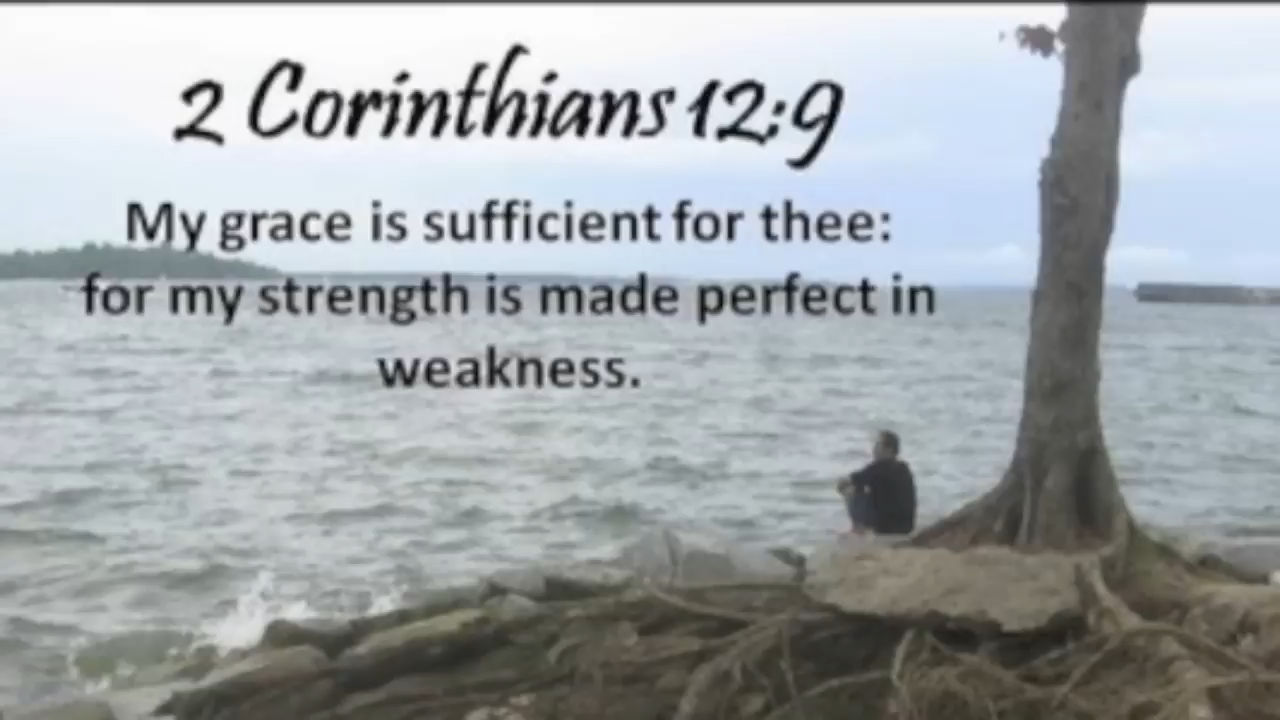 2 Corinthians 12:9
My grace is sufficient for thee:
for my strength is made perfect in
weakness.